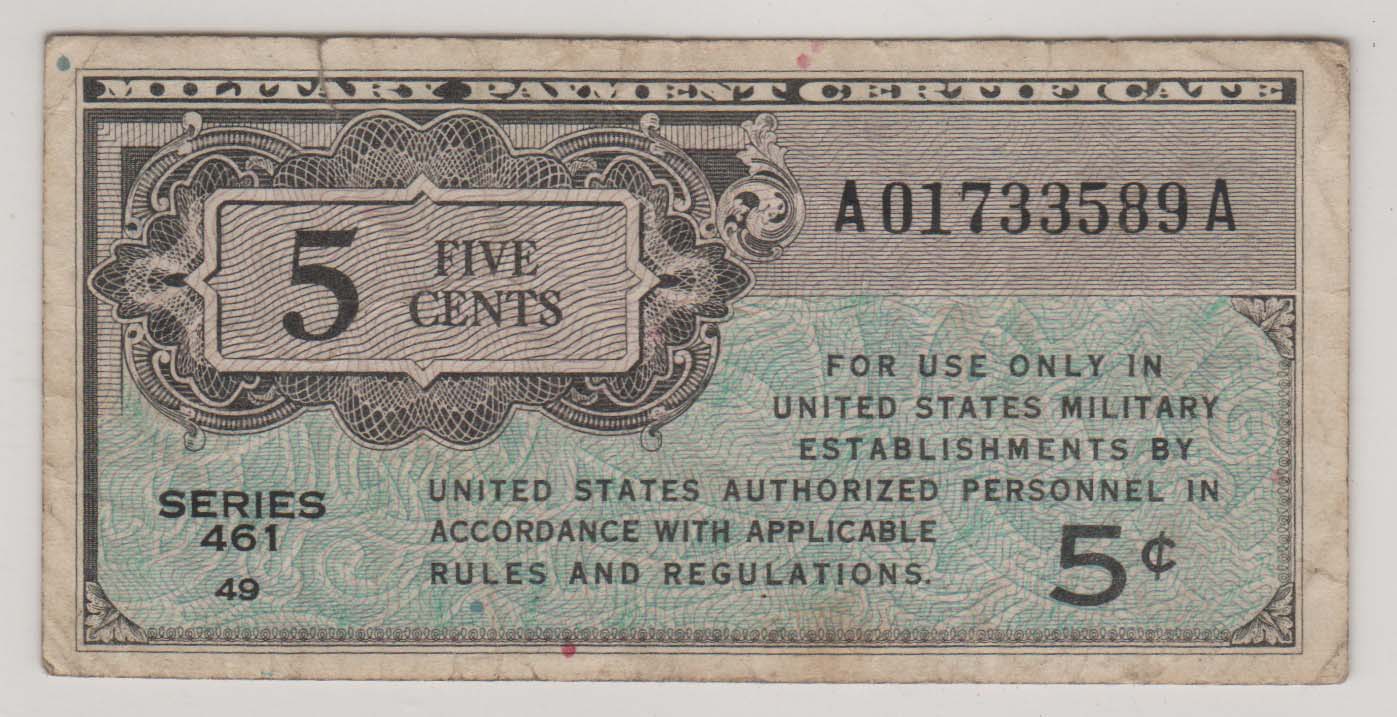 MILITARY PAYMENT CERTIFICATE
A01733589A
5 FIVE
CENTS
FOR USE ONLY IN
UNITED STATES MILITARY
ESTABLISHMENTS BY
UNITED STATES AUTHORIZED PERSONNEL IN
ACCORDANCE WITH APPLICABLE
RULES AND REGULATIONS.
SERIES
461
49
5¢